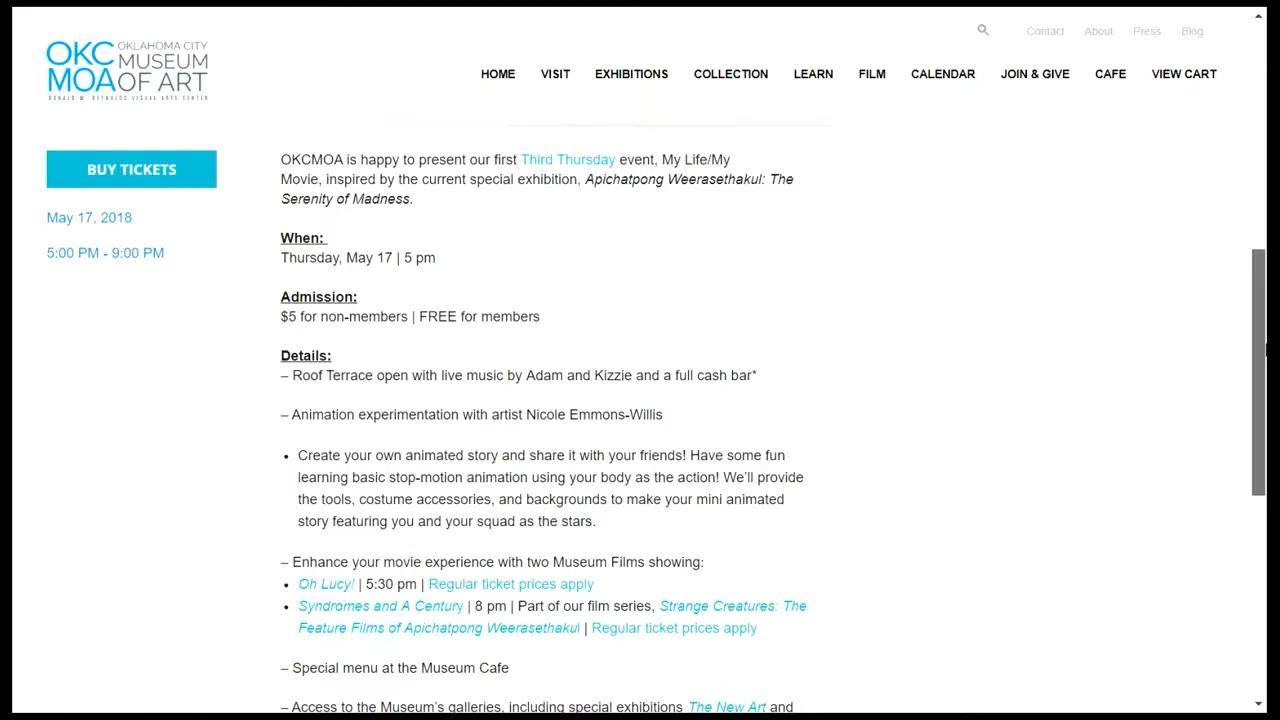 Contact About Press Blog
OKC OKLAHOMA CITY
MUSEUM
MOA OF ART
DONALD W. REYNOLDS VISUAL ARTS CENTER
HOME VISIT EXHIBITIONS COLLECTION LEARN FILM CALENDAR JOIN & GIVE CAFE VIEW CART
BUY TICKETS
May 17, 2018
5:00 PM - 9:00 PM
OKCMOA is happy to present our first Third Thursday event, My Life/My
Movie, inspired by the current special exhibition, Apichatpong Weerasethakul: The
Serenity of Madness.
When:
Thursday, May 17 | 5 pm
Admission:
$5 for non-members | FREE for members
Details:
– Roof Terrace open with live music by Adam and Kizzie and a full cash bar*
– Animation experimentation with artist Nicole Emmons-Willis
• Create your own animated story and share it with your friends! Have some fun
learning basic stop-motion animation using your body as the action! We’ll provide
the tools, costume accessories, and backgrounds to make your mini animated
story featuring you and your squad as the stars.
– Enhance your movie experience with two Museum Films showing:
• Oh Lucy! | 5:30 pm | Regular ticket prices apply
• Syndromes and A Century | 8 pm | Part of our film series, Strange Creatures: The
Feature Films of Apichatpong Weerasethakul | Regular ticket prices apply
– Special menu at the Museum Cafe
– Access to the Museum’s galleries, including special exhibitions The New Art and